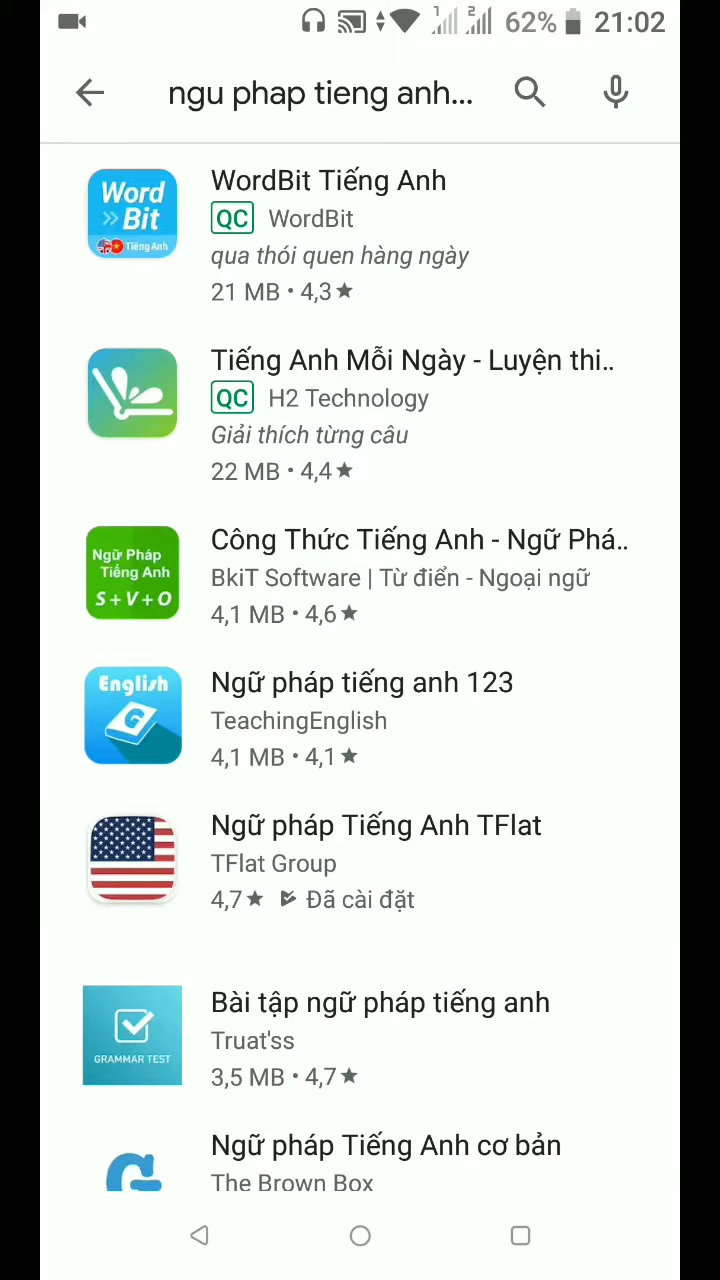 1 2 62% 21:02
ngu phap tieng anh...
Word
Bit
Tiếng Anh
WordBit Tiếng Anh
QC WordBit
qua thói quen hàng ngày
21 MB • 4,3★
Tiếng Anh Mỗi Ngày - Luyện thi..
QC H2 Technology
Giải thích từng câu
22 MB • 4,4★
Ngữ Pháp
Tiếng Anh
S+V+O
Công Thức Tiếng Anh - Ngữ Phá..
BkiT Software | Từ điển - Ngoại ngữ
4,1 MB • 4,6★
English
G
Ngữ pháp tiếng anh 123
TeachingEnglish
4,1 MB • 4,1★
Ngữ pháp Tiếng Anh TFlat
TFlat Group
4,7★ Đã cài đặt
GRAMMAR TEST
Bài tập ngữ pháp tiếng anh
Truat'ss
3,5 MB • 4,7★
Ngữ pháp Tiếng Anh cơ bản
The Brown Box